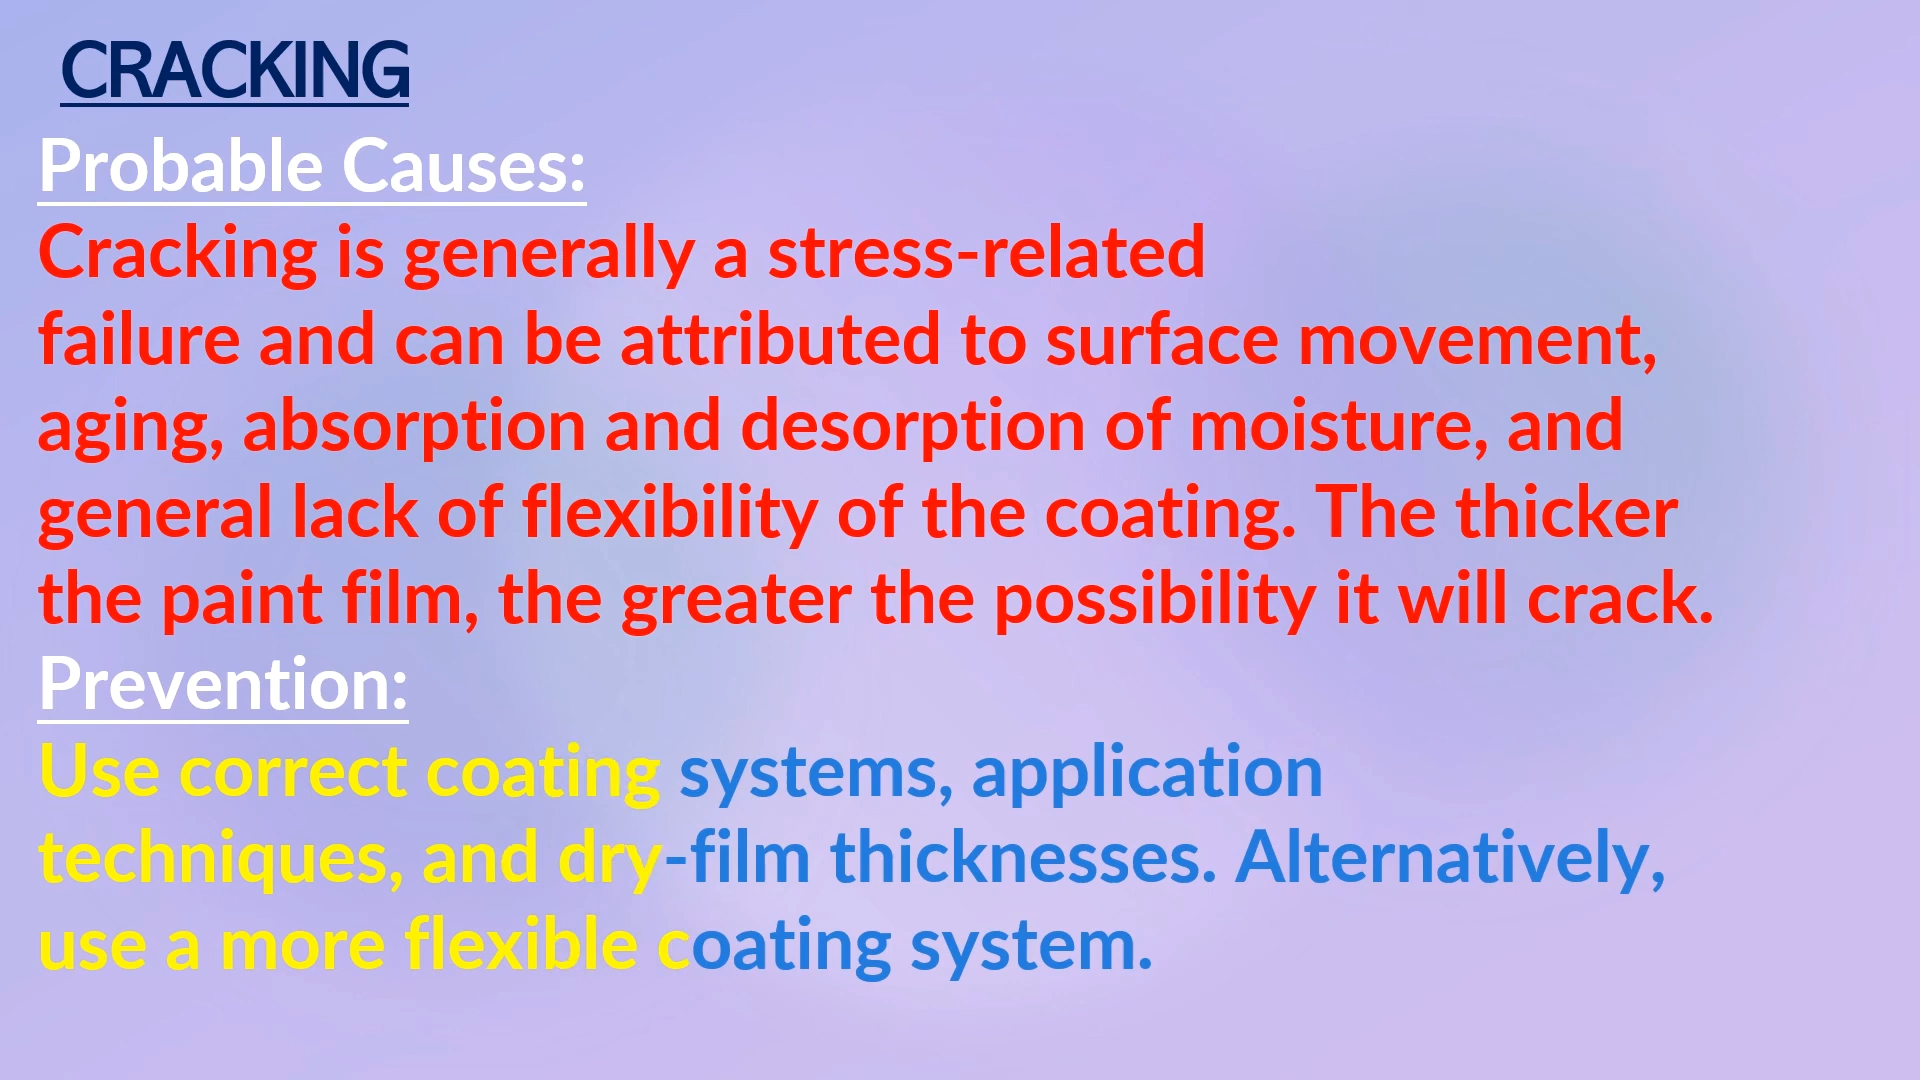 CRACKING
Probable Causes:
Cracking is generally a stress-related
failure and can be attributed to surface movement,
aging, absorption and desorption of moisture, and
general lack of flexibility of the coating. The thicker
the paint film, the greater the possibility it will crack.
Prevention:
Use correct coating systems, application
techniques, and dry-film thicknesses. Alternatively,
use a more flexible coating system.